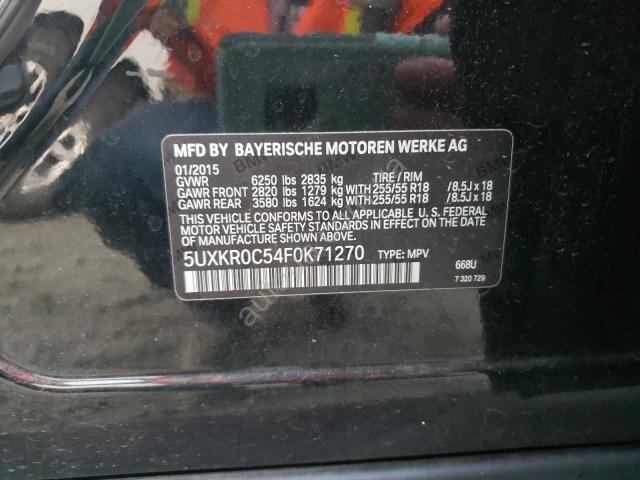 MFD BY BAYERISCHE MOTOREN WERKE AG
01/2015
GVWR 6250 lbs 2835 kg TIRE / RIM
GAWR FRONT 2820 lbs 1279 kg WITH 255/55 R18 /8.5J x 18
GAWR REAR 3580 lbs 1624 kg WITH 255/55 R18 /8.5J x 18
THIS VEHICLE CONFORMS TO ALL APPLICABLE U. S. FEDERAL
MOTOR VEHICLE SAFETY STANDARDS IN EFFECT ON THE DATE
OF MANUFACTURE SHOWN ABOVE.
5UXKR0C54F0K71270 TYPE: MPV
668U
7 320 729